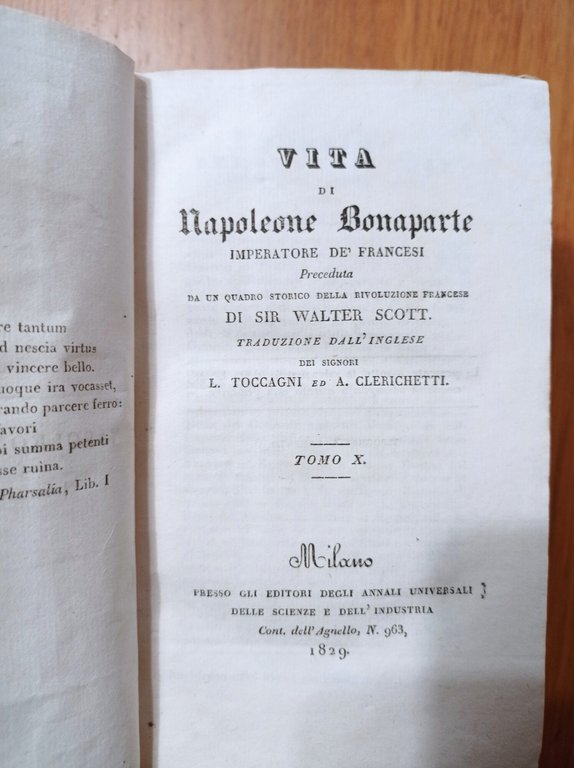 re tantum
d nescia virtus
vincere bello.
oque ira vocasset,
rando parcere ferro:
avori
i summa petenti
sse ruina.
Pharsalia, Lib. I
VITA
DI
Napoleone Bonaparte
IMPERATORE DE' FRANCESI
Preceduta
DA UN QUADRO STORICO DELLA RIVOLUZIONE FRANCESE
DI SIR WALTER SCOTT.
TRADUZIONE DALL'INGLESE
DEI SIGNORI
L. TOCCAGNI ED A. CLERICHETTI.
TOMO X.
Milano
PRESSO GLI EDITORI DEGLI ANNALI UNIVERSALI
DELLE SCIENZE E DELL'INDUSTRIA
Cont. dell'Agnello, N. 963,
1829.